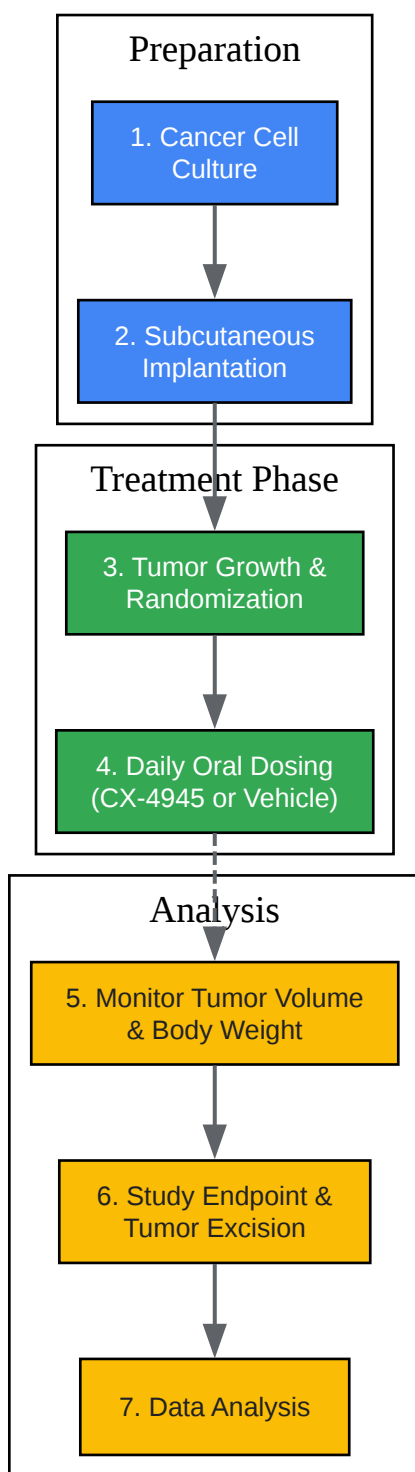 Preparation
1. Cancer Cell
Culture
2. Subcutaneous
Implantation
Treatment Phase
3. Tumor Growth &
Randomization
4. Daily Oral Dosing
(CX-4945 or Vehicle)
Analysis
5. Monitor Tumor Volume
& Body Weight
6. Study Endpoint &
Tumor Excision
7. Data Analysis